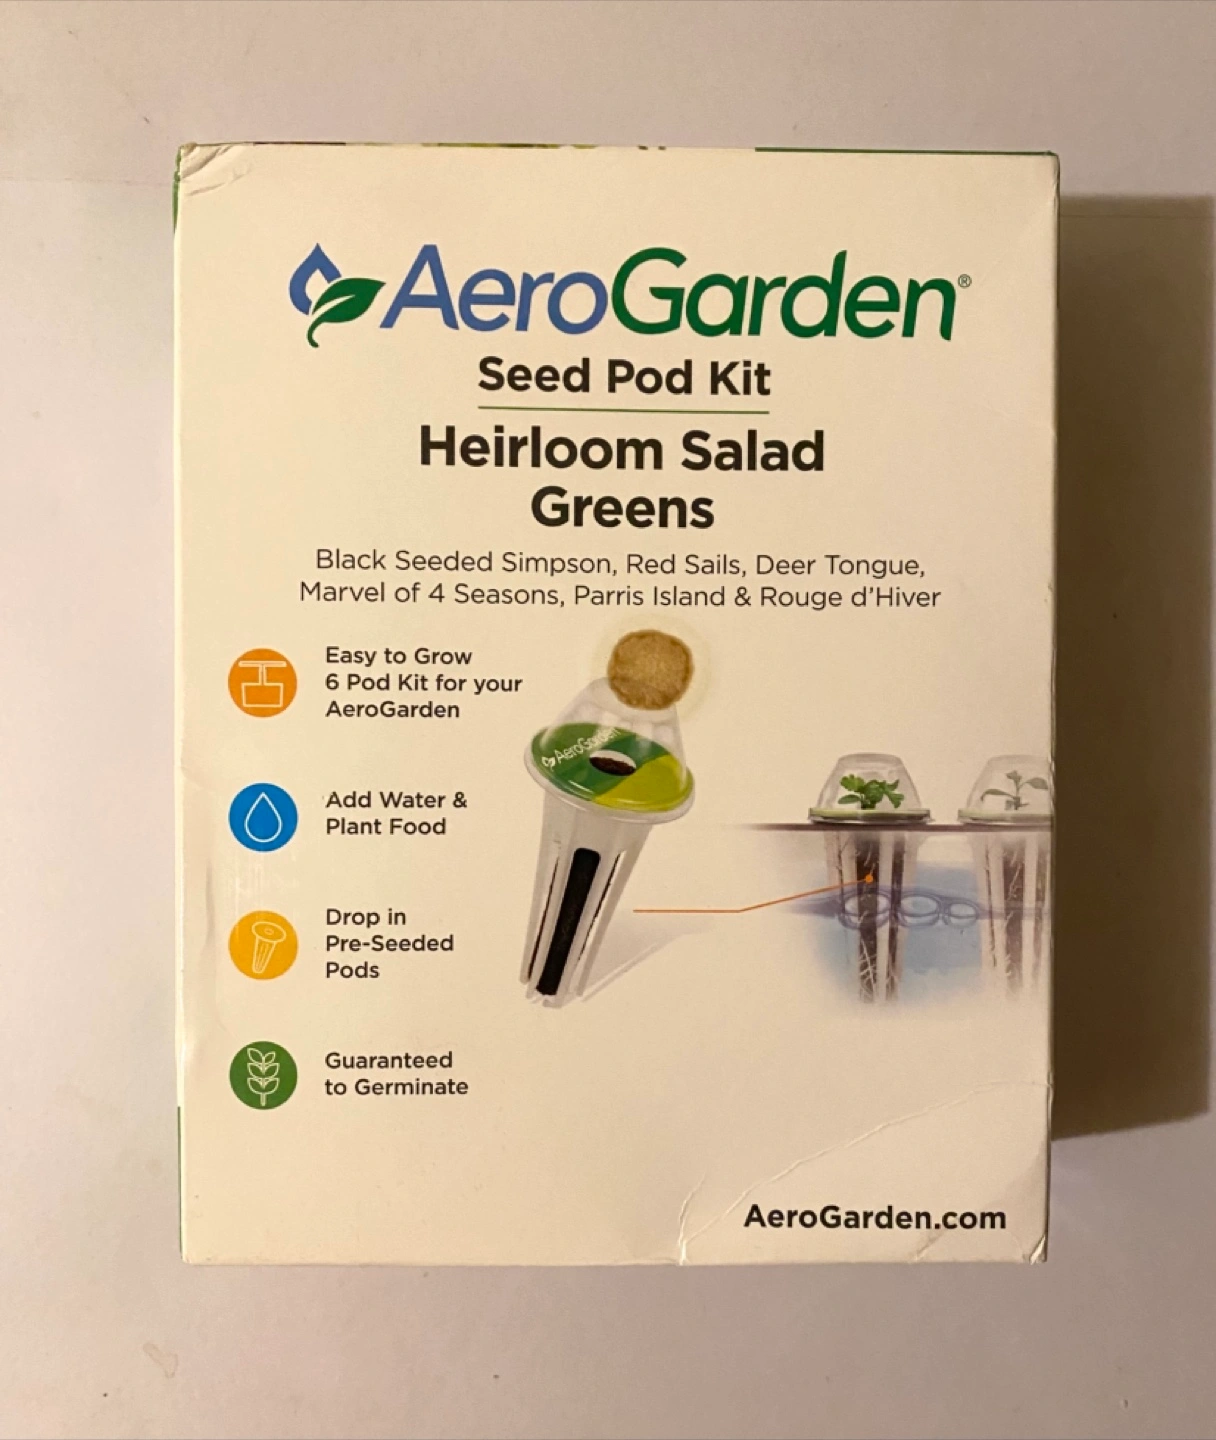 AeroGarden®
Seed Pod Kit
Heirloom Salad
Greens
Black Seeded Simpson, Red Sails, Deer Tongue,
Marvel of 4 Seasons, Parris Island & Rouge d'Hiver
Easy to Grow
6 Pod Kit for your
AeroGarden
AeroGarden
Add Water &
Plant Food
Drop in
Pre-Seeded
Pods
Guaranteed
to Germinate
AeroGarden.com